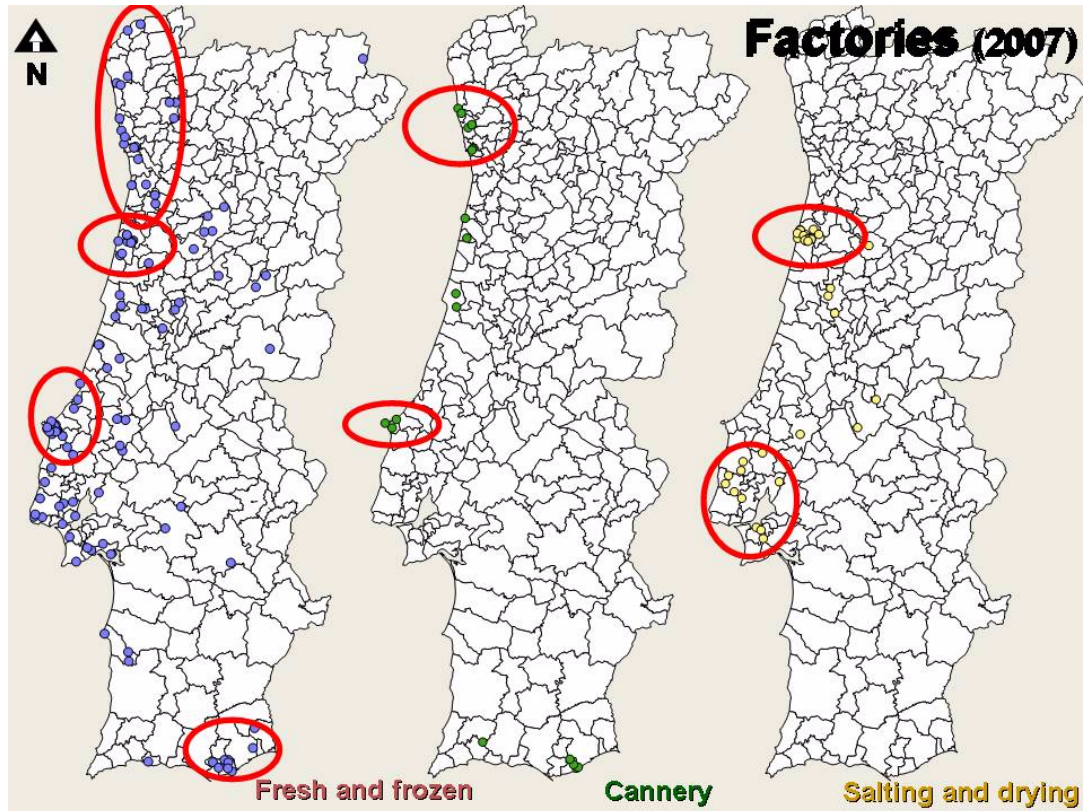 Factories (2007)
N
Fresh and frozen
Cannery
Salting and drying